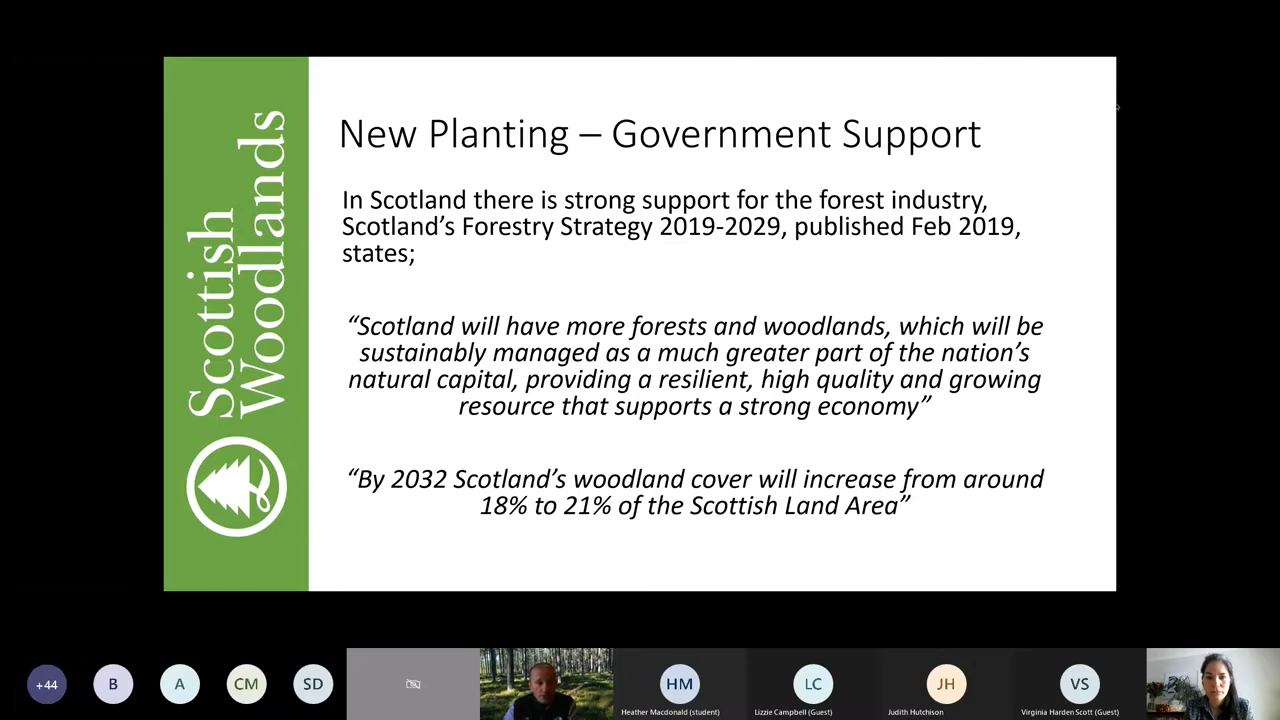 Scottish
Woodlands
New Planting – Government Support
In Scotland there is strong support for the forest industry,
Scotland’s Forestry Strategy 2019-2029, published Feb 2019,
states;
“Scotland will have more forests and woodlands, which will be
sustainably managed as a much greater part of the nation’s
natural capital, providing a resilient, high quality and growing
resource that supports a strong economy”
“By 2032 Scotland’s woodland cover will increase from around
18% to 21% of the Scottish Land Area”
+44
B
A
CM
SD
HM
LC
JH
VS
Heather Macdonald (student)
Lizzie Campbell (Guest)
Judith Hutchison
Virginia Harden Scott (Guest)